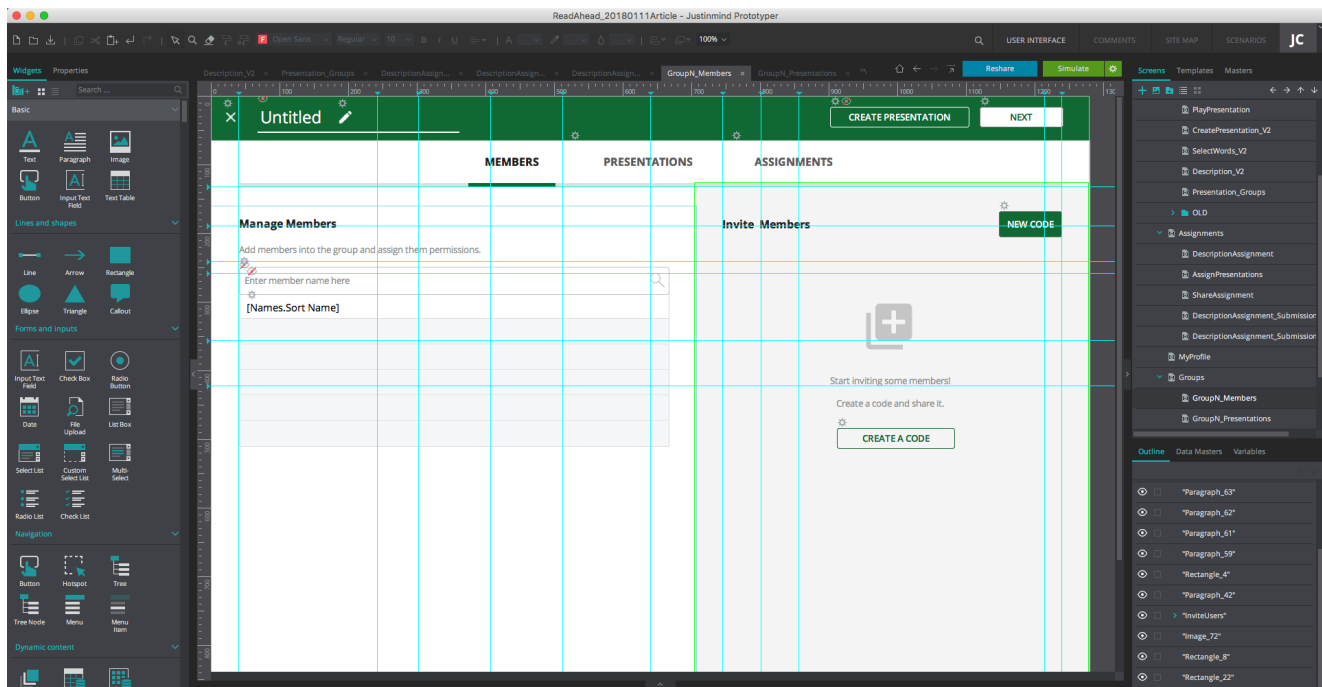 ReadAhead_20180111Article - Justinmind Prototyper
F Open Sans Regular 10 B I U A 100% USER INTERFACE COMMENTS SITE MAP SCENARIOS JC
Widgets Properties
Search ...
Basic
Text Paragraph Image
Button Input Text Field Text Table
Lines and shapes
Line Arrow Rectangle
Ellipse Triangle Callout
Forms and inputs
Input Text Field Check Box Radio Button
Date File Upload List Box
Select List Custom Select List Multi-Select
Radio List Check List
Navigation
Button Hotspot Tree
Tree Node Menu Menu Item
Dynamic content
Description_V2 × Presentation_Groups × DescriptionAssign... × DescriptionAssign... × DescriptionAssign... × GroupN_Members × GroupN_Presentations ×
Reshare Simulate
Untitled
CREATE PRESENTATION NEXT
MEMBERS PRESENTATIONS ASSIGNMENTS
Manage Members
Add members into the group and assign them permissions.
Enter member name here
[Names.Sort Name]
Invite Members
NEW CODE
Start inviting some members!
Create a code and share it.
CREATE A CODE
Screens Templates Masters
PlayPresentation
CreatePresentation_V2
SelectWords_V2
Description_V2
Presentation_Groups
OLD
Assignments
DescriptionAssignment
AssignPresentations
ShareAssignment
DescriptionAssignment_Submission
DescriptionAssignment_Submission
MyProfile
Groups
GroupN_Members
GroupN_Presentations
Outline Data Masters Variables
"Paragraph_63"
"Paragraph_62"
"Paragraph_61"
"Paragraph_59"
"Rectangle_4"
"Paragraph_42"
"InviteUsers"
"Image_72"
"Rectangle_8"
"Rectangle_22"